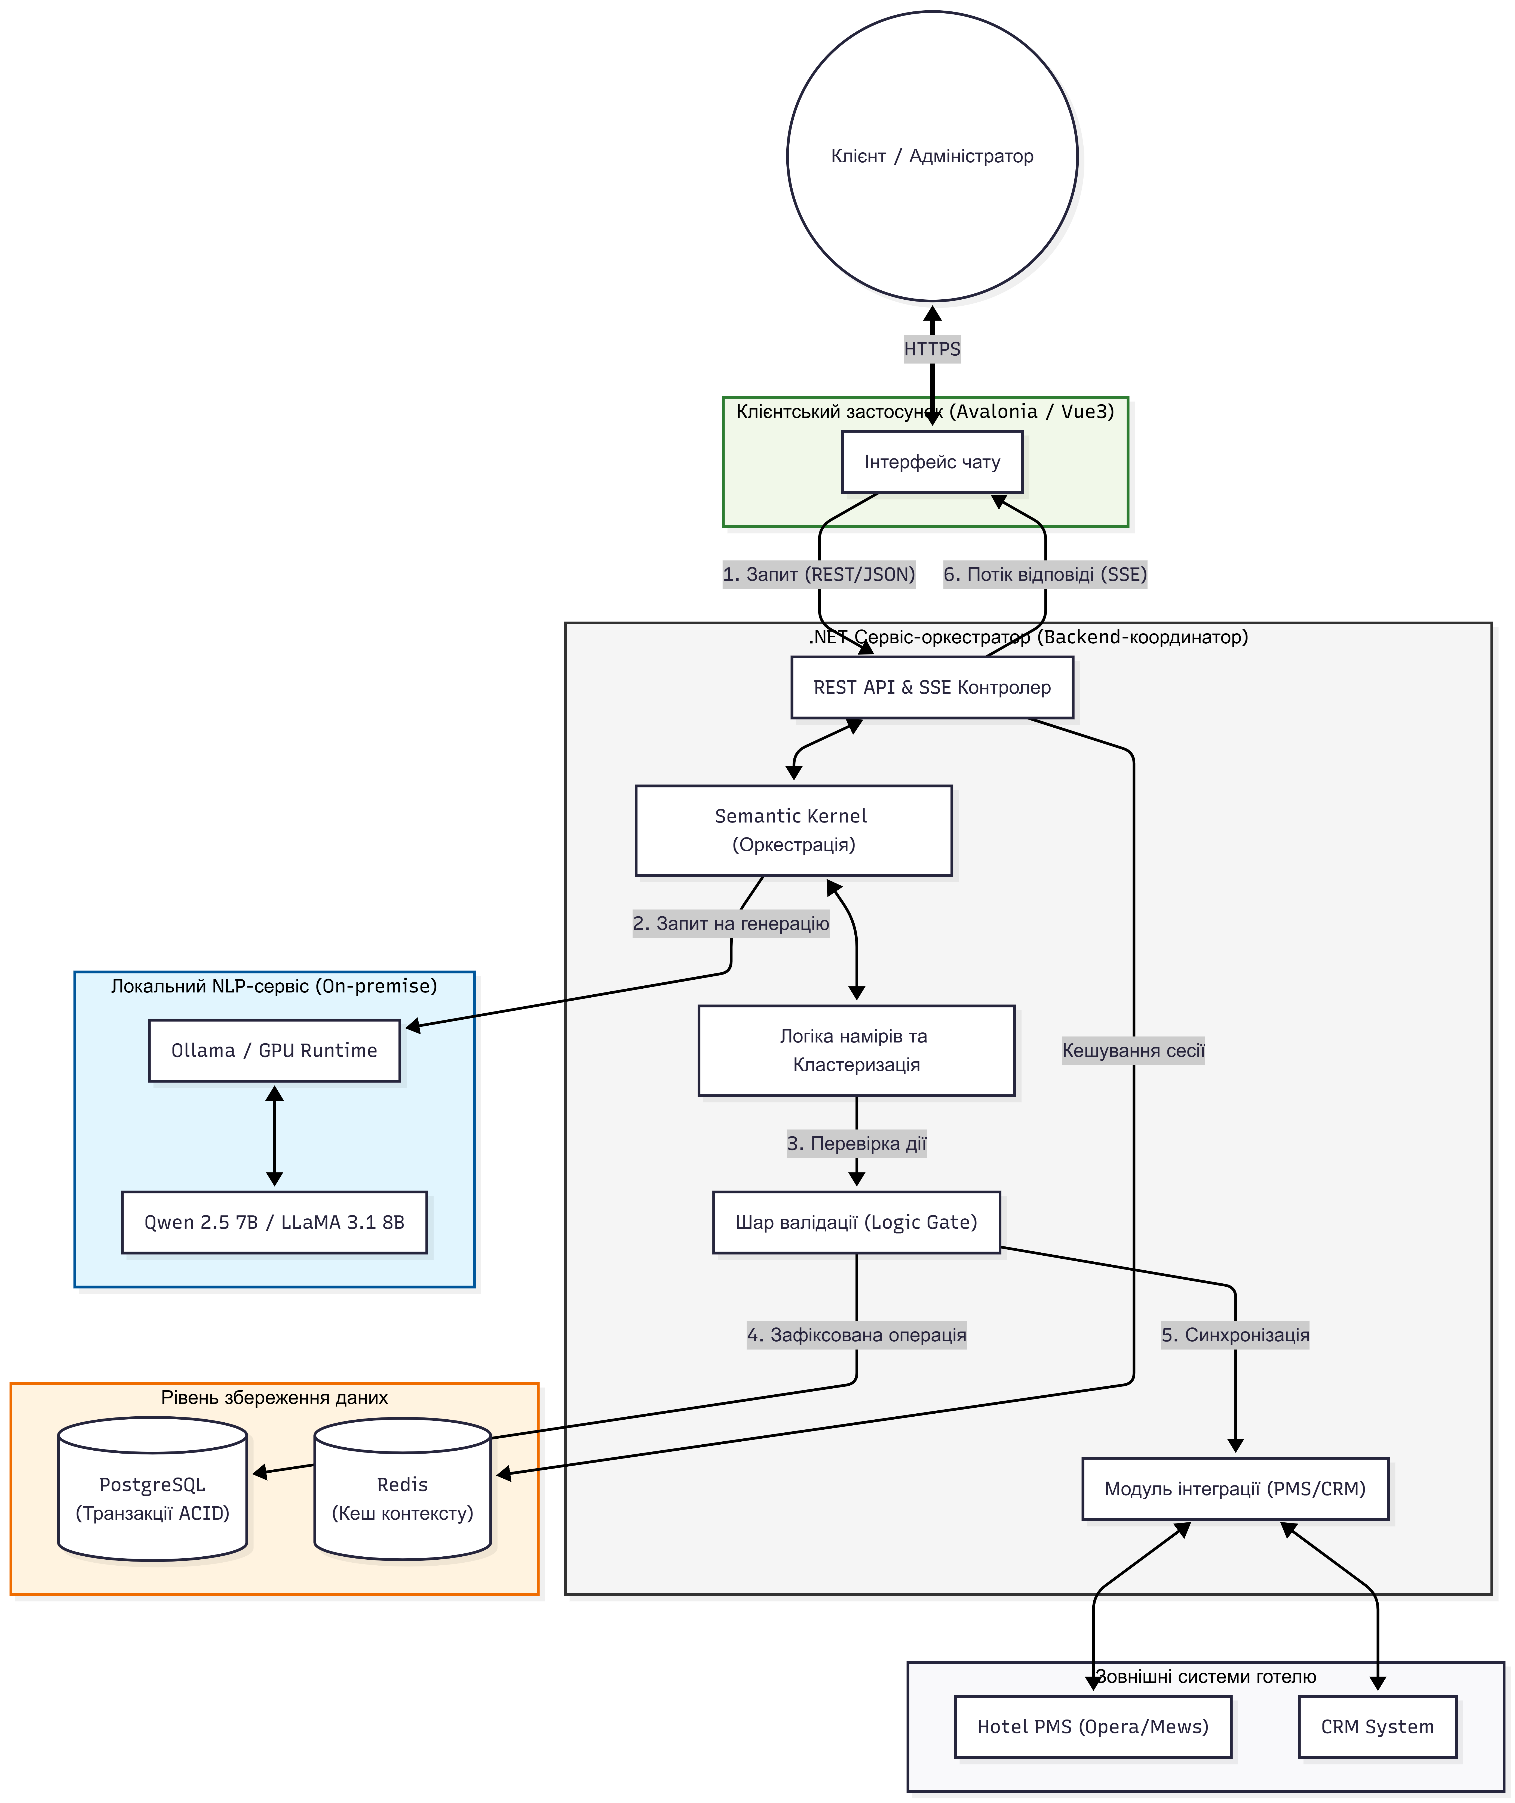 Клієнт / Адміністратор
HTTPS
Клієнтський застосунок (Avalonia / Vue3)
Інтерфейс чату
1. Запит (REST/JSON)
6. Потік відповіді (SSE)
.NET Сервіс-оркестратор (Backend-координатор)
REST API & SSE Контролер
Semantic Kernel
(Оркестрація)
2. Запит на генерацію
Локальний NLP-сервіс (On-premise)
Ollama / GPU Runtime
Qwen 2.5 7B / LLaMA 3.1 8B
Логіка намірів та
Кластеризація
Кешування сесії
3. Перевірка дії
Шар валідації (Logic Gate)
4. Зафіксована операція
5. Синхронізація
Рівень збереження даних
PostgreSQL
(Транзакції ACID)
Redis
(Кеш контексту)
Модуль інтеграції (PMS/CRM)
Зовнішні системи готелю
Hotel PMS (Opera/Mews)
CRM System